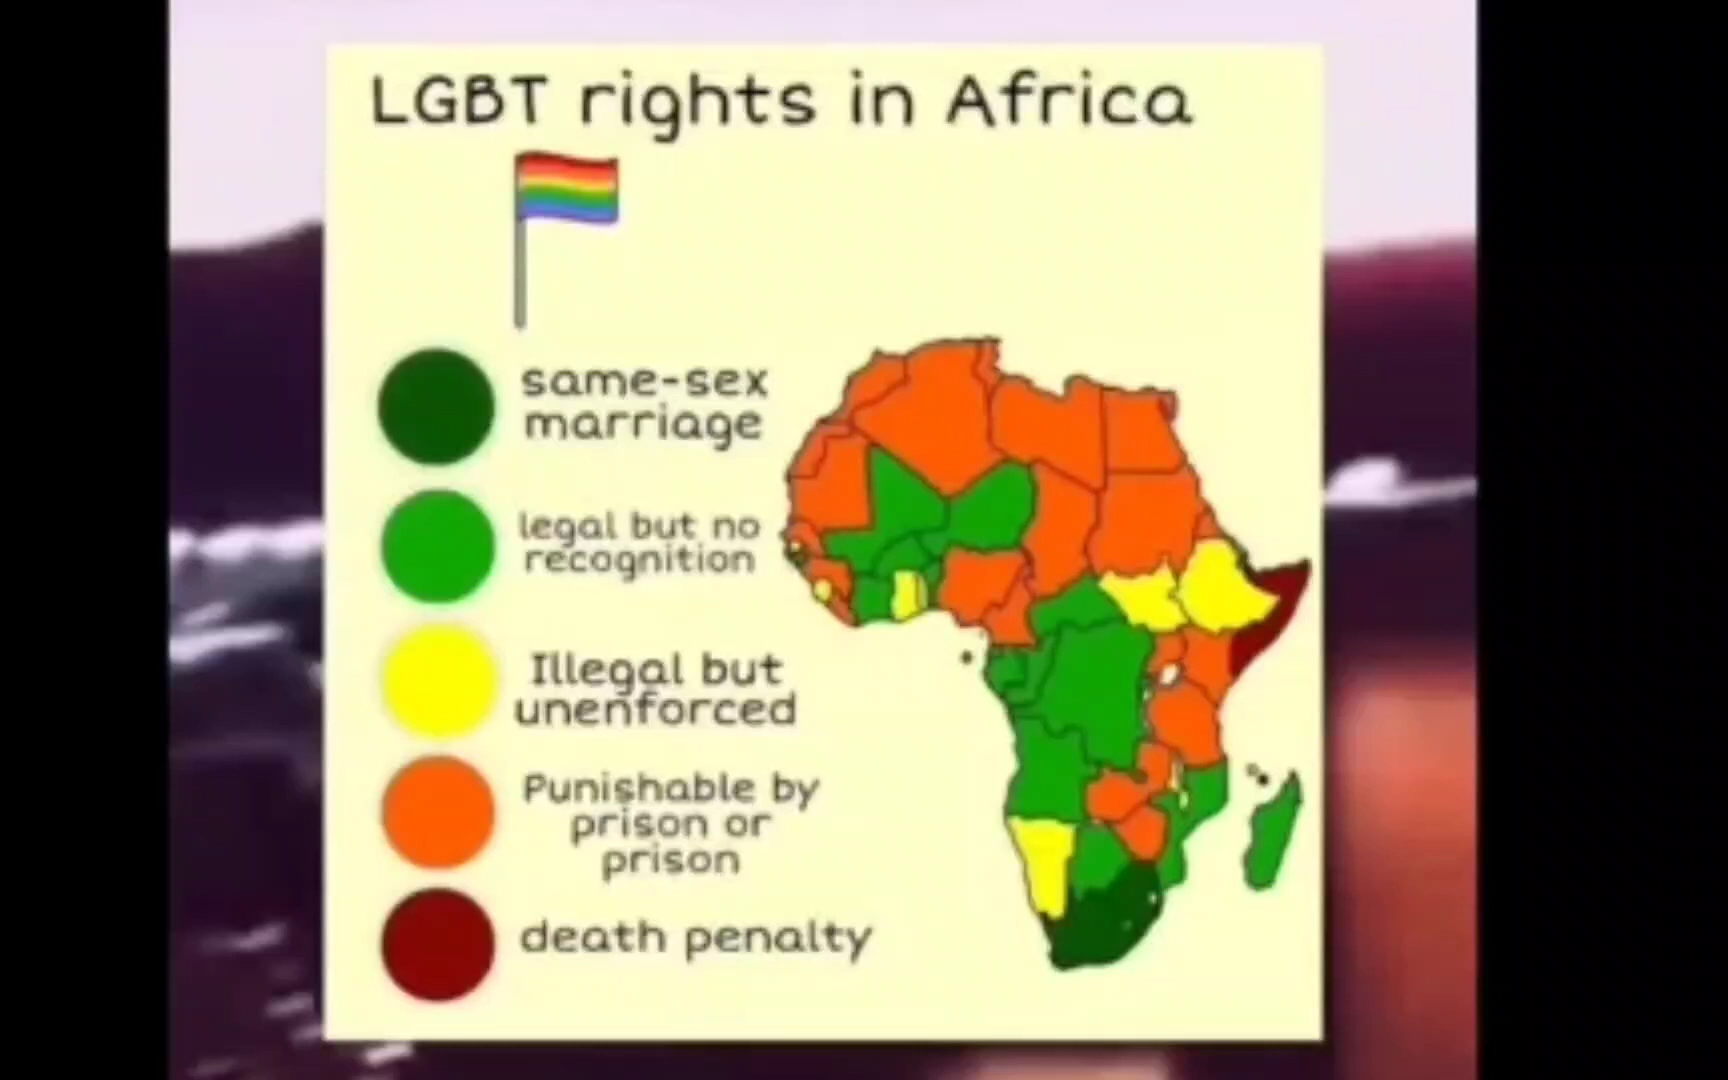 LGBT rights in Africa
same-sex
marriage
legal but no
recognition
Illegal but
unenforced
Punishable by
prison or
prison
death penalty